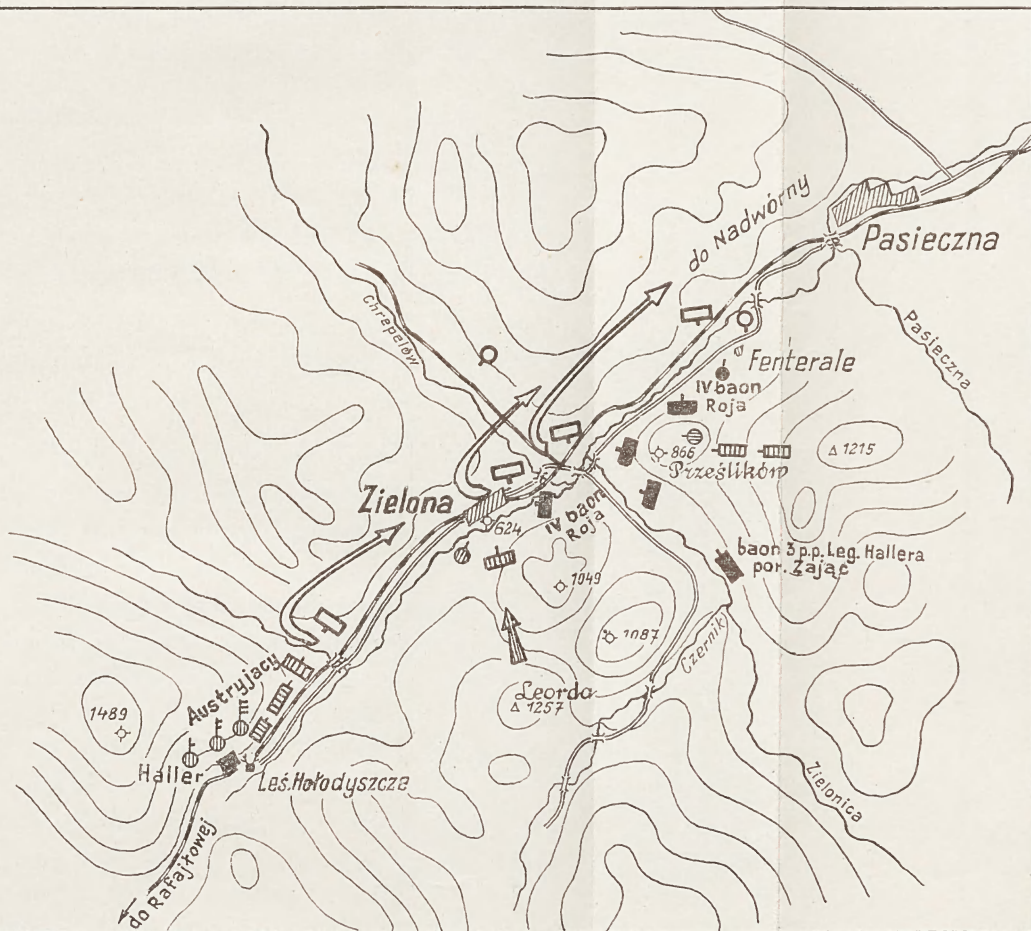 do Nadwórny
Pasieczna
Chrepelów
Pasieczna
Fenterale
IV baon
Roja
866
Prześlików
△ 1215
Zielona
624
IV baon
Roja
baon 3 p.p. Leg. Hallera
por. Zając
1049
1087
Czernik
Austryjacy
Leorda
△ 1257
1489
Haller
Leś. Hołodyszcze
Zielonica
do Rafajłowej